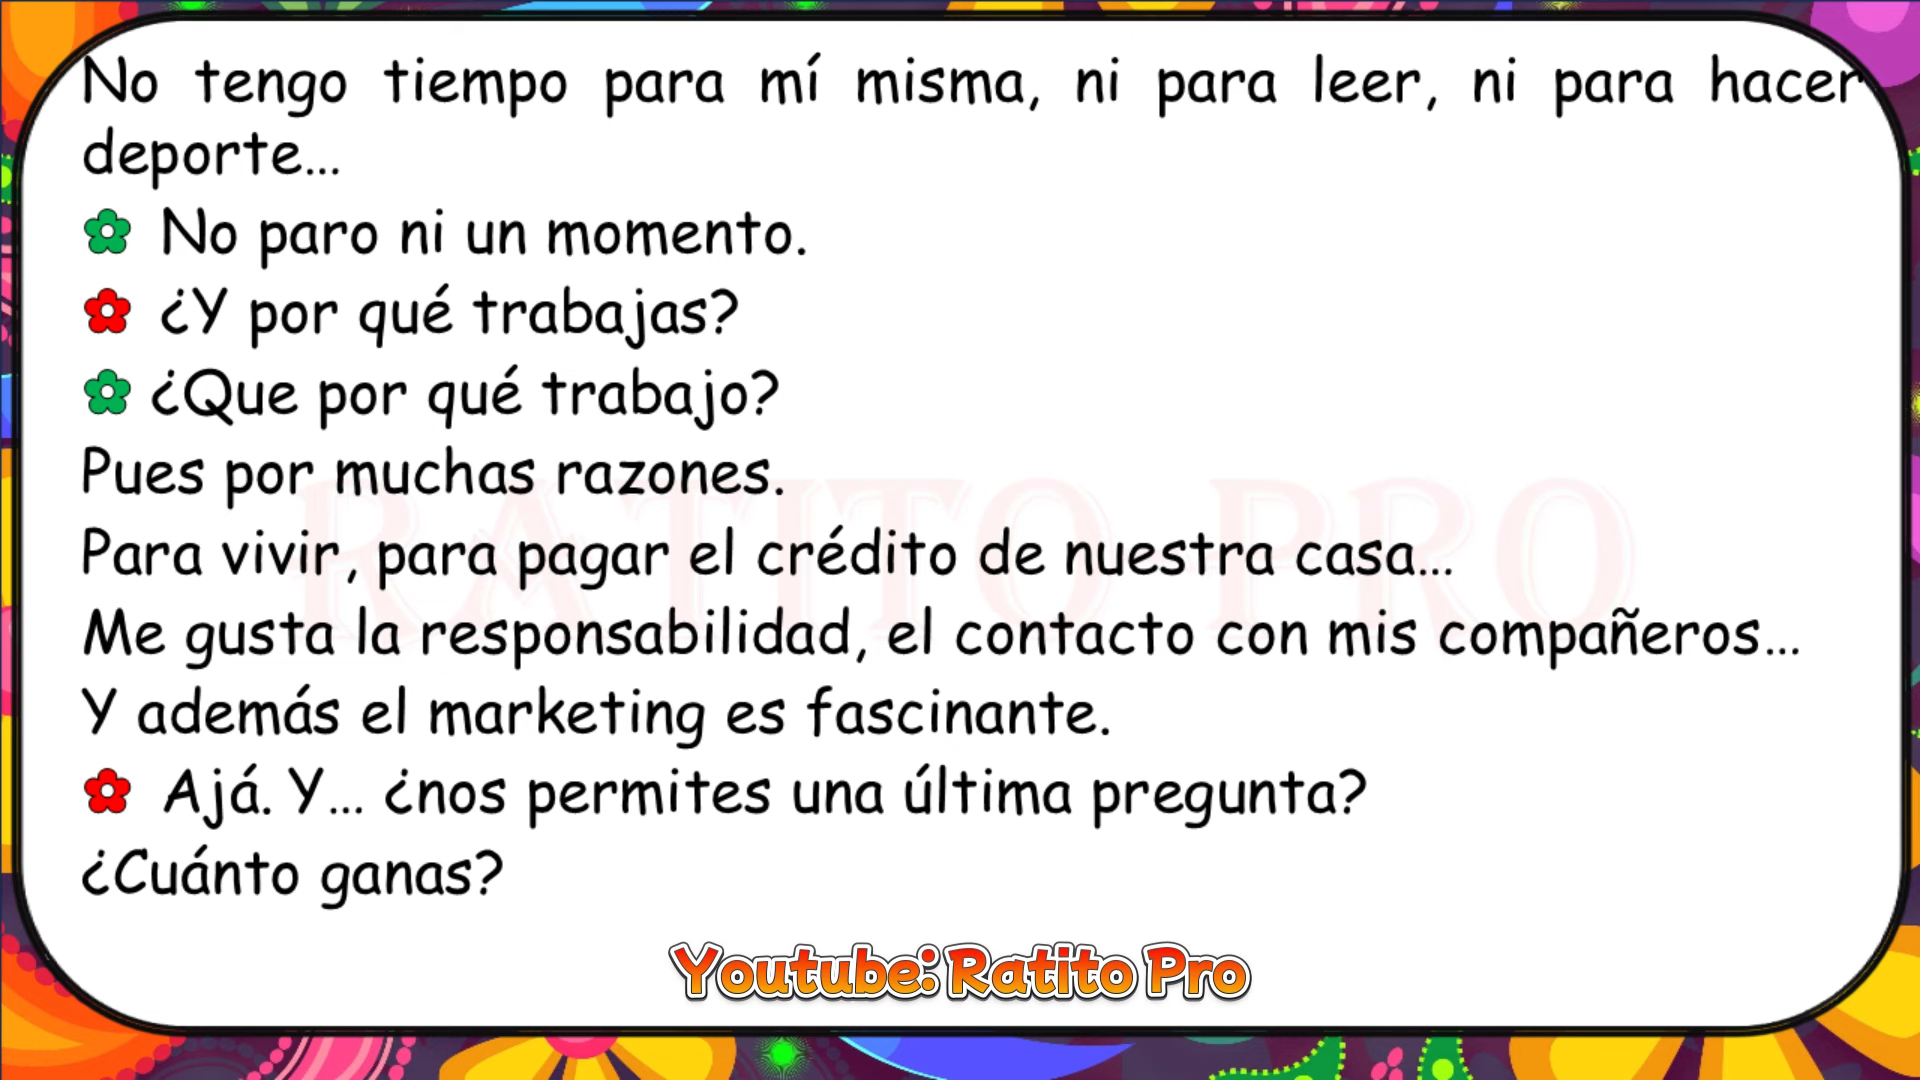 No tengo tiempo para mí misma, ni para leer, ni para hacer
deporte...
No paro ni un momento.
¿Y por qué trabajas?
¿Que por qué trabajo?
Pues por muchas razones.
Para vivir, para pagar el crédito de nuestra casa...
Me gusta la responsabilidad, el contacto con mis compañeros...
Y además el marketing es fascinante.
Ajá. Y... ¿nos permites una última pregunta?
¿Cuánto ganas?
RATITO PRO
Youtube: Ratito Pro